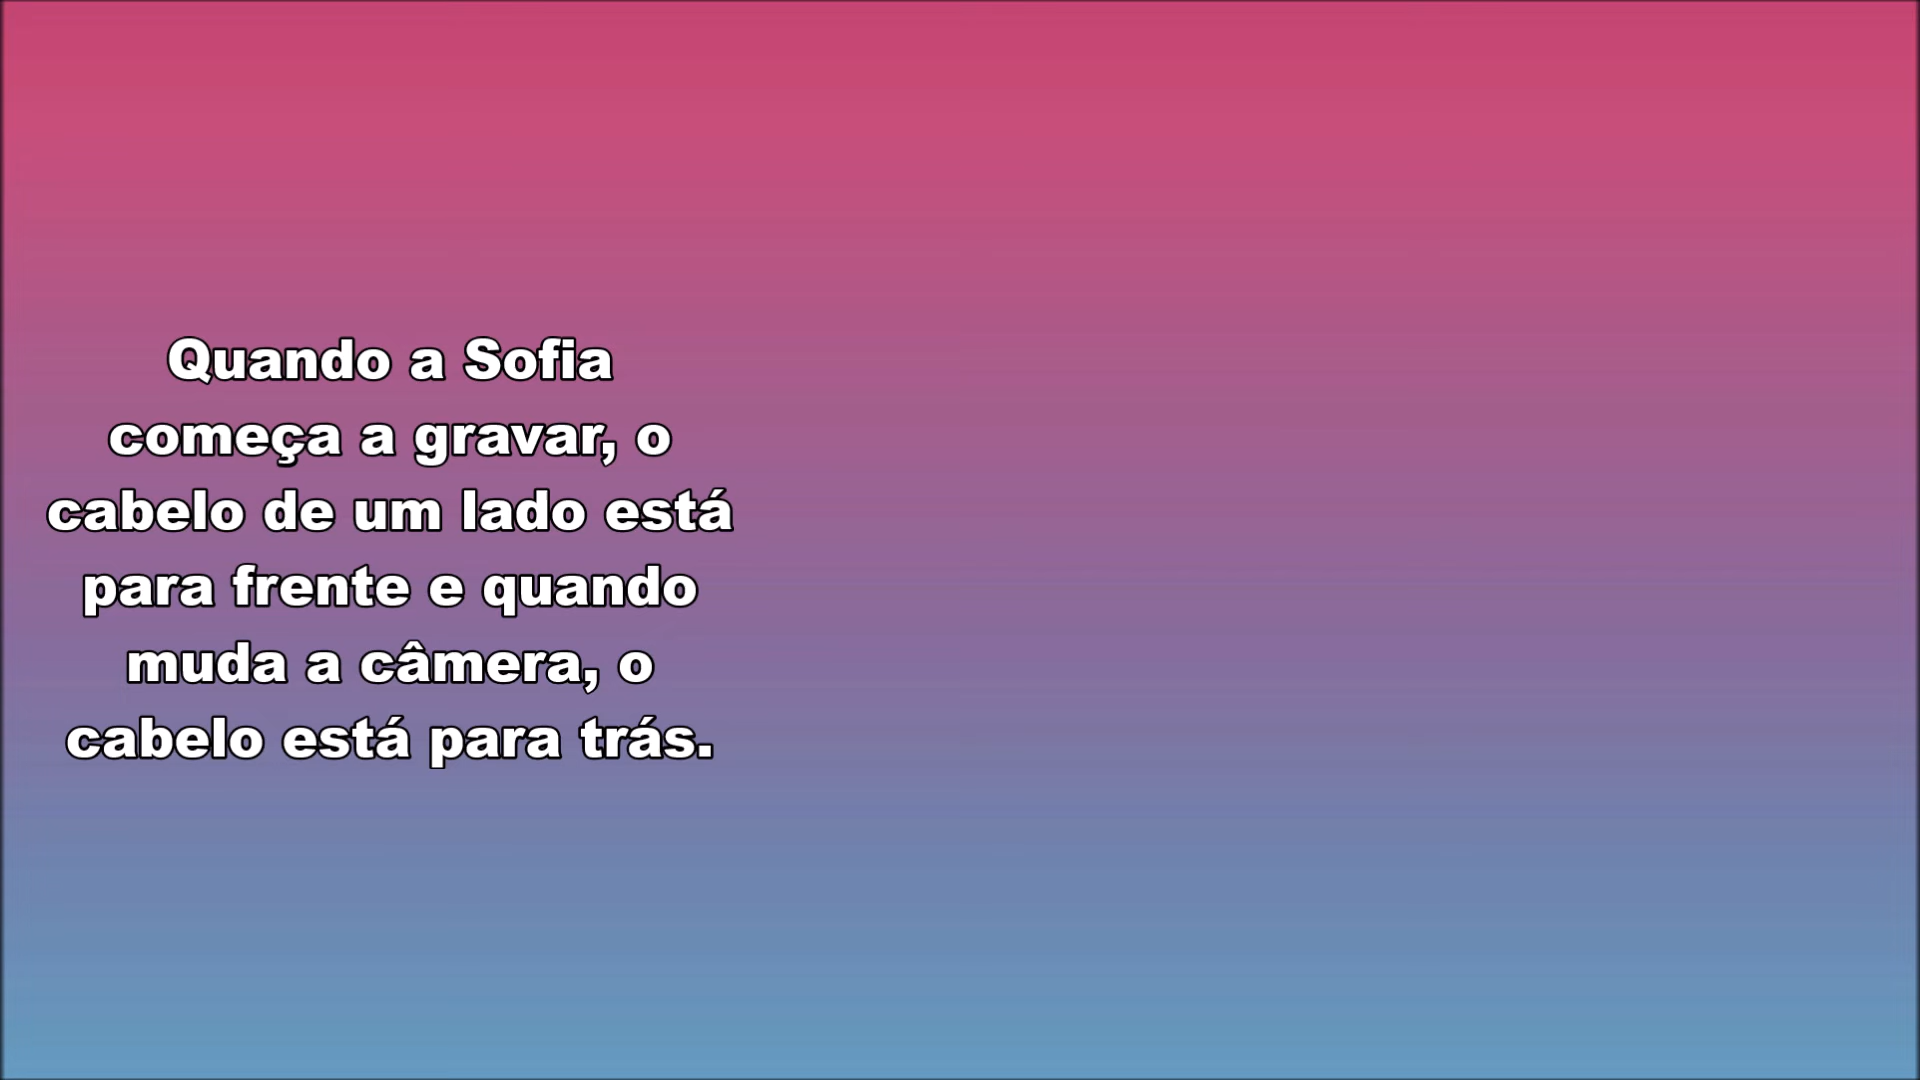 Quando a Sofia
começa a gravar, o
cabelo de um lado está
para frente e quando
muda a câmera, o
cabelo está para trás.